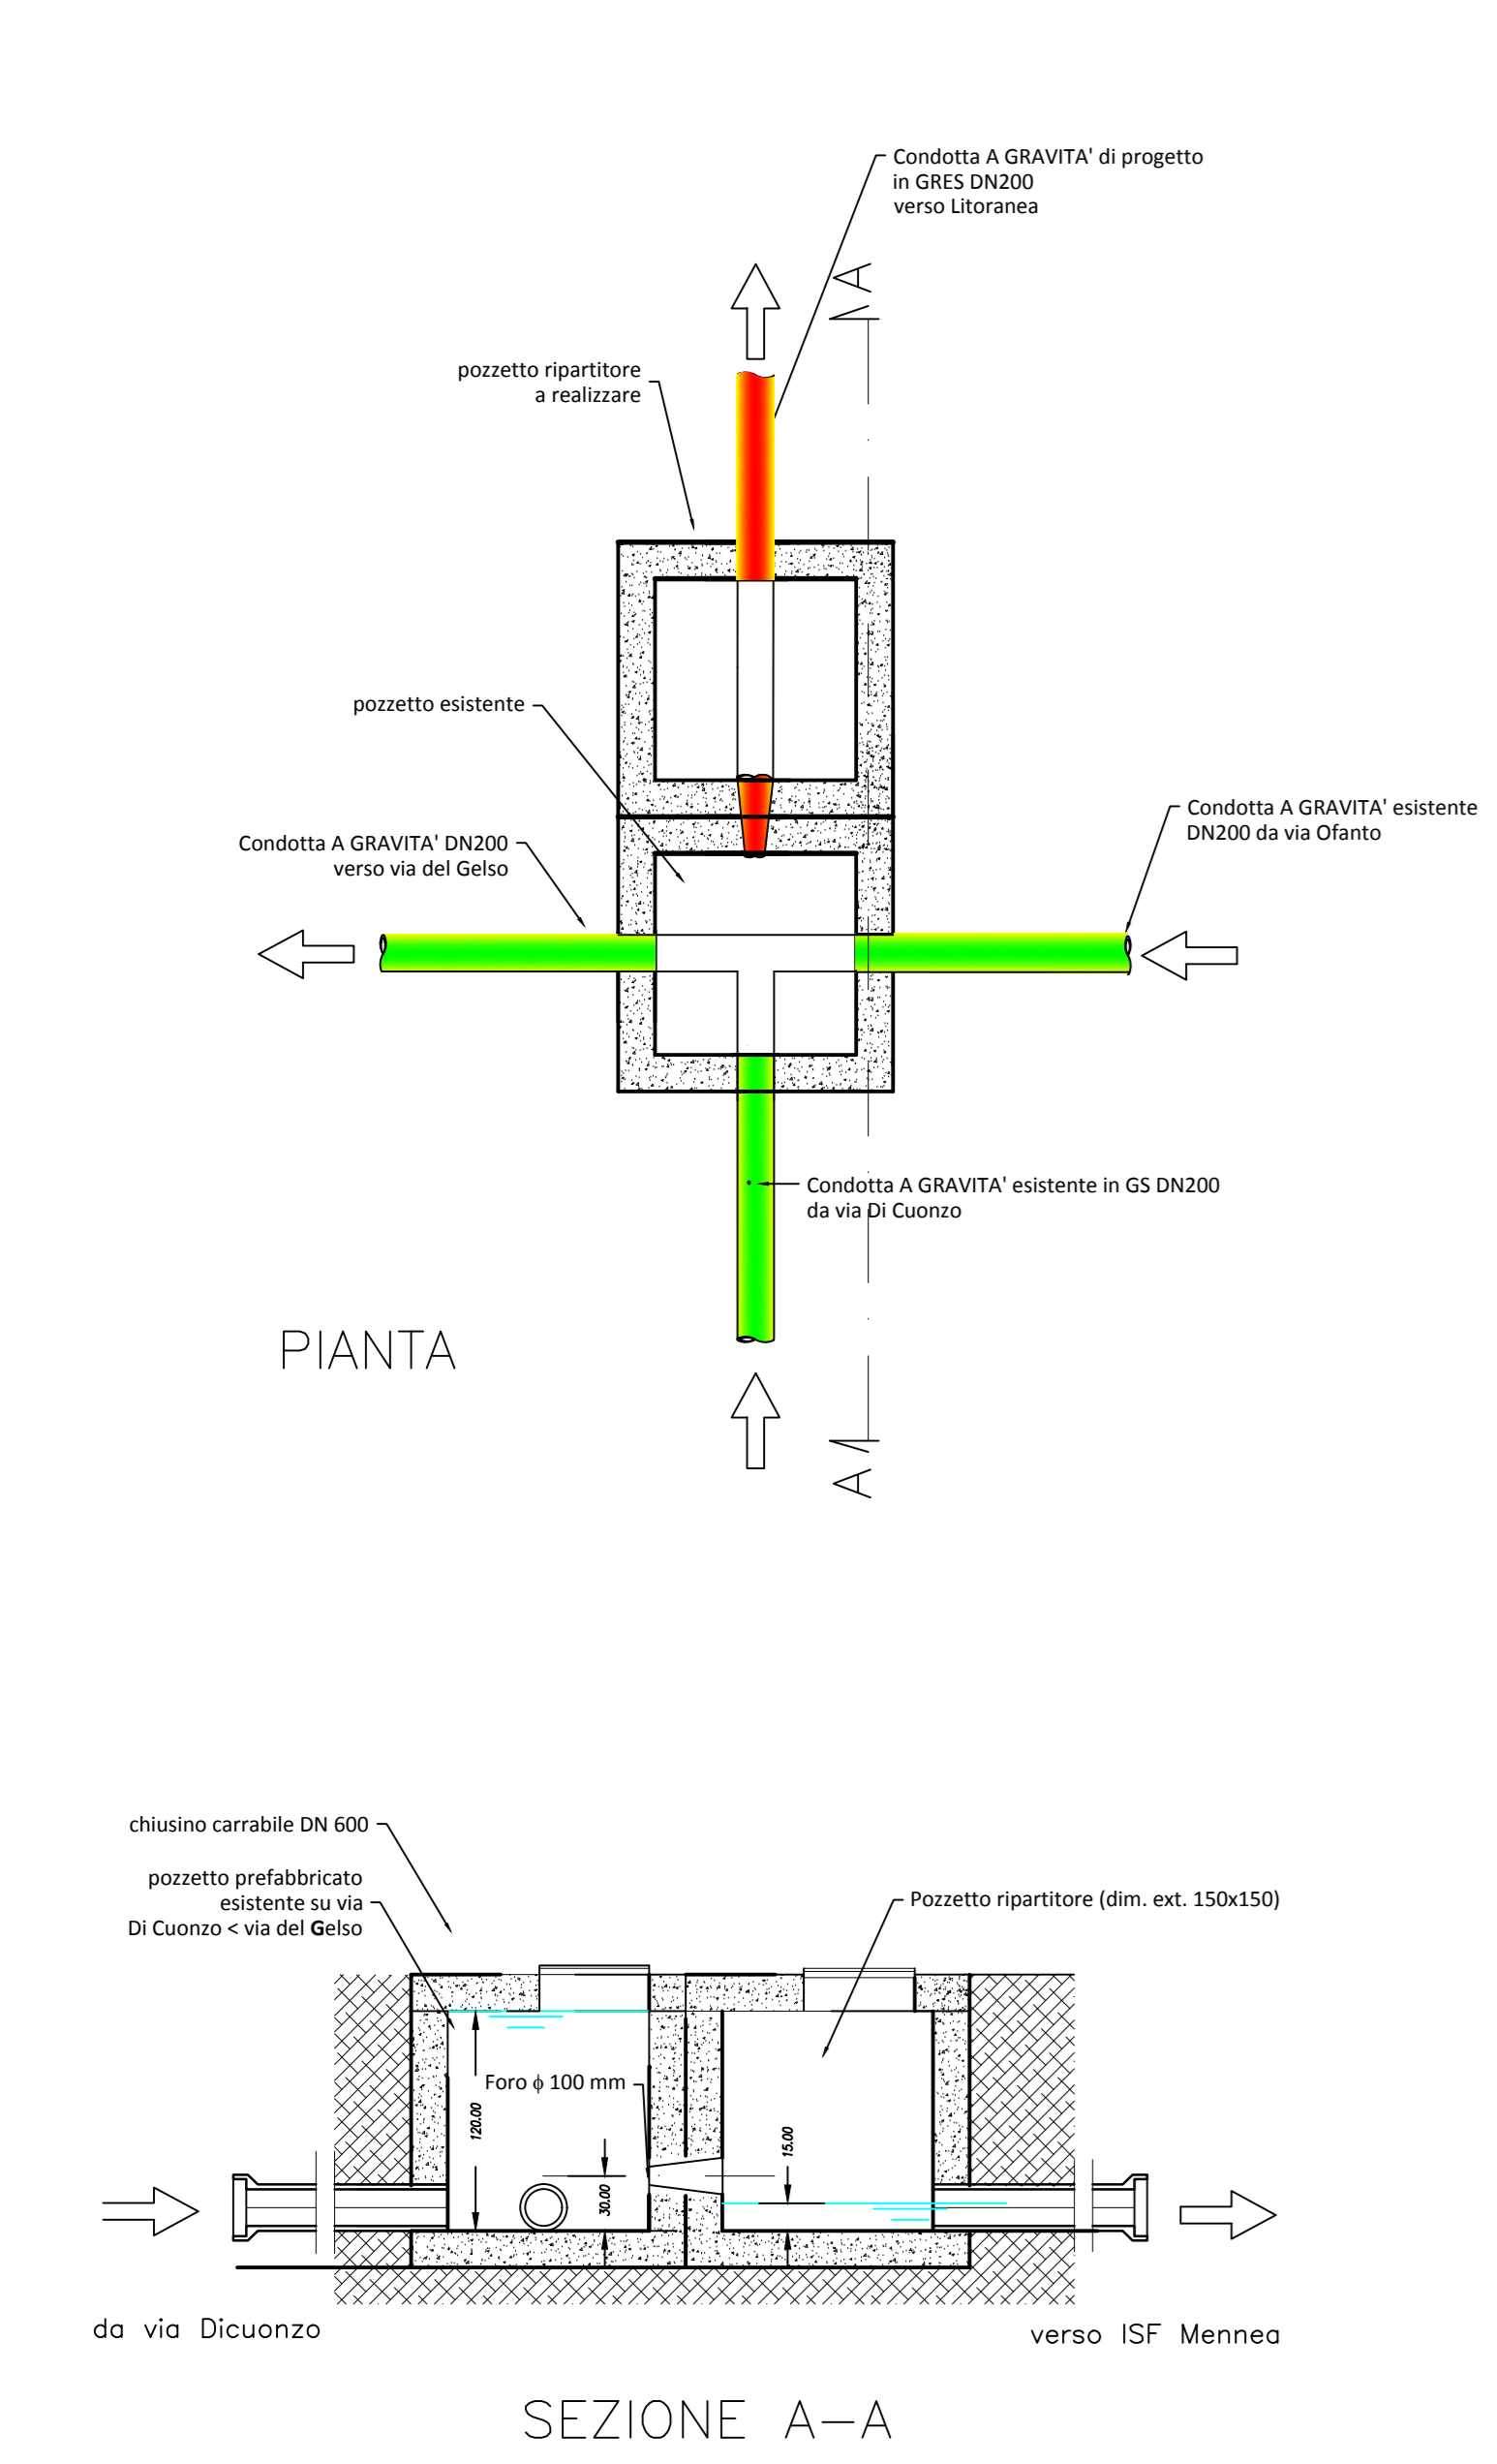 Condotta A GRAVITA' di progetto
in GRES DN200
verso Litoranea
A
pozzetto ripartitore
a realizzare
pozzetto esistente
Condotta A GRAVITA' esistente
DN200 da via Ofanto
Condotta A GRAVITA' DN200
verso via del Gelso
Condotta A GRAVITA' esistente in GS DN200
da via Di Cuonzo
PIANTA
A
chiusino carrabile DN 600
pozzetto prefabbricato
esistente su via
Di Cuonzo < via del Gelso
Pozzetto ripartitore (dim. ext. 150x150)
Foro ϕ 100 mm
120.00
30.00
15.00
da via Dicuonzo
verso ISF Mennea
SEZIONE A-A